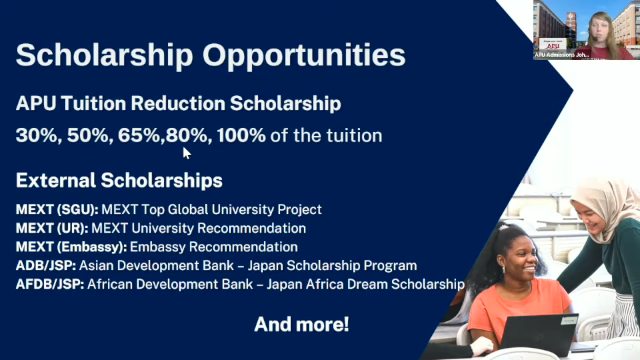 Scholarship Opportunities
APU Tuition Reduction Scholarship
30%, 50%, 65%,80%, 100% of the tuition
External Scholarships
MEXT (SGU): MEXT Top Global University Project
MEXT (UR): MEXT University Recommendation
MEXT (Embassy): Embassy Recommendation
ADB/JSP: Asian Development Bank – Japan Scholarship Program
AFDB/JSP: African Development Bank – Japan Africa Dream Scholarship
And more!
APU
APU Admissions Joh...